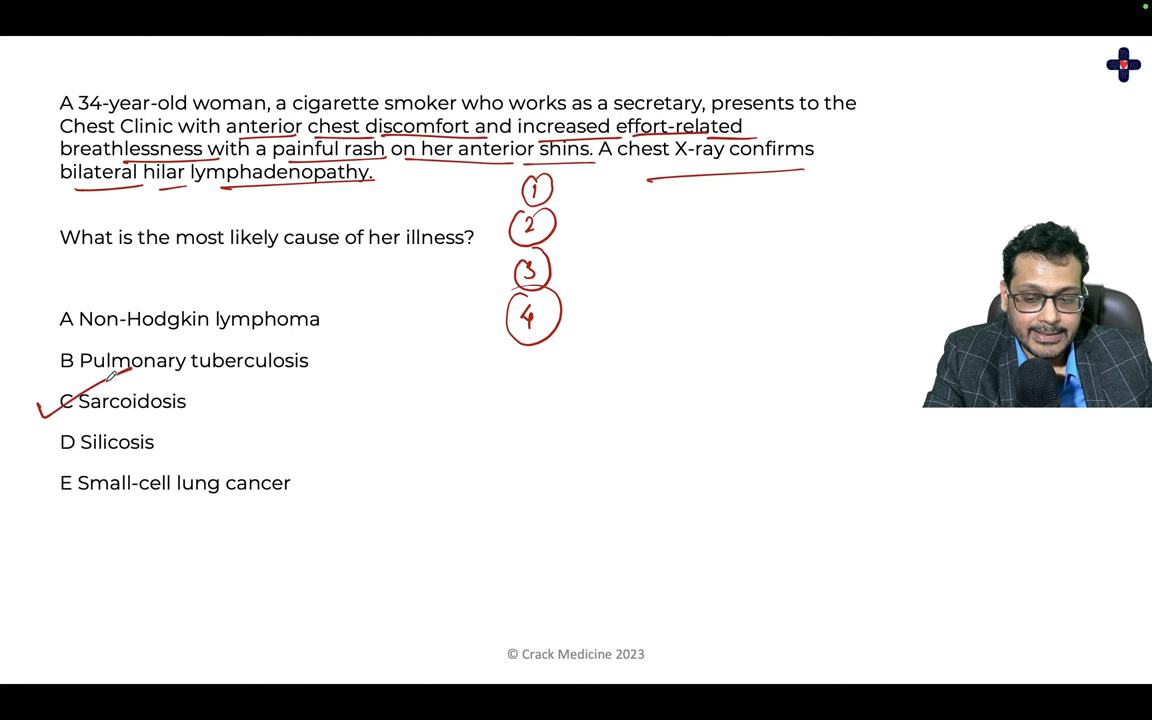 A 34-year-old woman, a cigarette smoker who works as a secretary, presents to the
Chest Clinic with anterior chest discomfort and increased effort-related
breathlessness with a painful rash on her anterior shins. A chest X-ray confirms
bilateral hilar lymphadenopathy.
1
2
What is the most likely cause of her illness?
3
4
A Non-Hodgkin lymphoma
B Pulmonary tuberculosis
C Sarcoidosis
D Silicosis
E Small-cell lung cancer
© Crack Medicine 2023